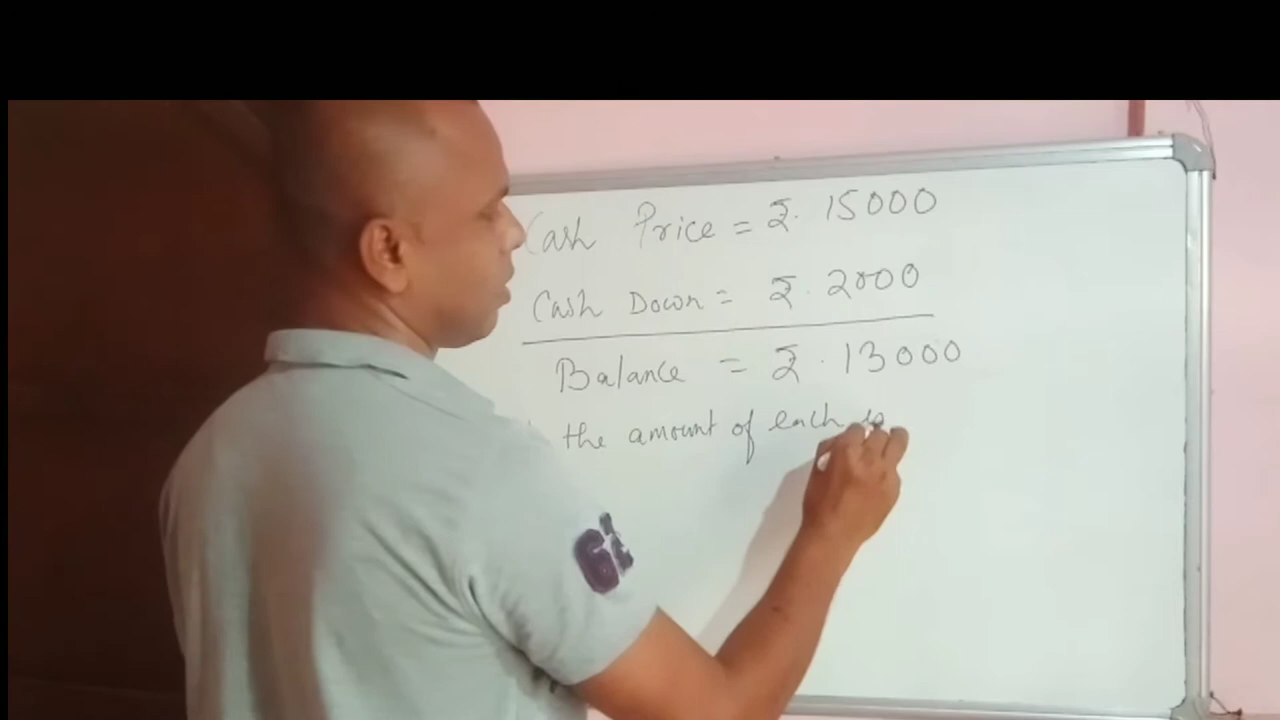 Cash Price = ₹. 15000
Cash Down = ₹. 2000
Balance = ₹. 13000
the amount of each